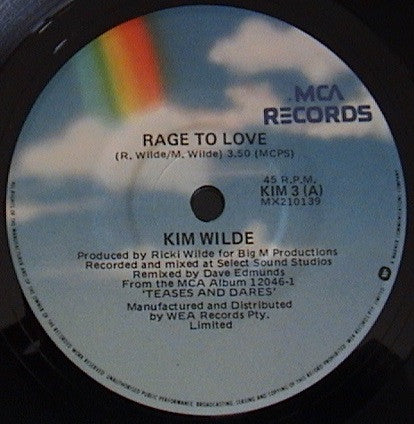 MCA
RECORDS
RAGE TO LOVE
(R. Wilde/M. Wilde) 3.50 (MCPS)
45 R.P.M.
KIM 3 (A)
MX210139
KIM WILDE
Produced by Ricki Wilde for Big M Productions
Recorded and mixed at Select Sound Studios
Remixed by Dave Edmunds
From the MCA Album 12046-1
'TEASES AND DARES'
Manufactured and Distributed
by WEA Records Pty.
Limited